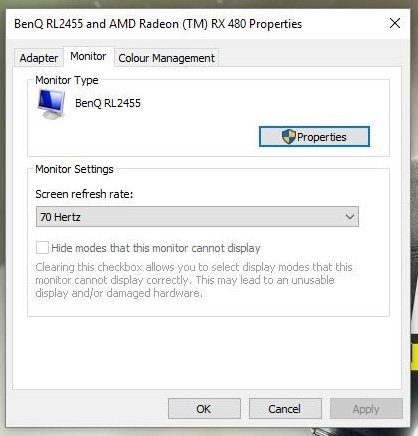 BenQ RL2455 and AMD Radeon (TM) RX 480 Properties
Adapter Monitor Colour Management
Monitor Type
BenQ RL2455
Properties
Monitor Settings
Screen refresh rate:
70 Hertz
Hide modes that this monitor cannot display
Clearing this checkbox allows you to select display modes that this
monitor cannot display correctly. This may lead to an unusable
display and/or damaged hardware.
OK Cancel Apply